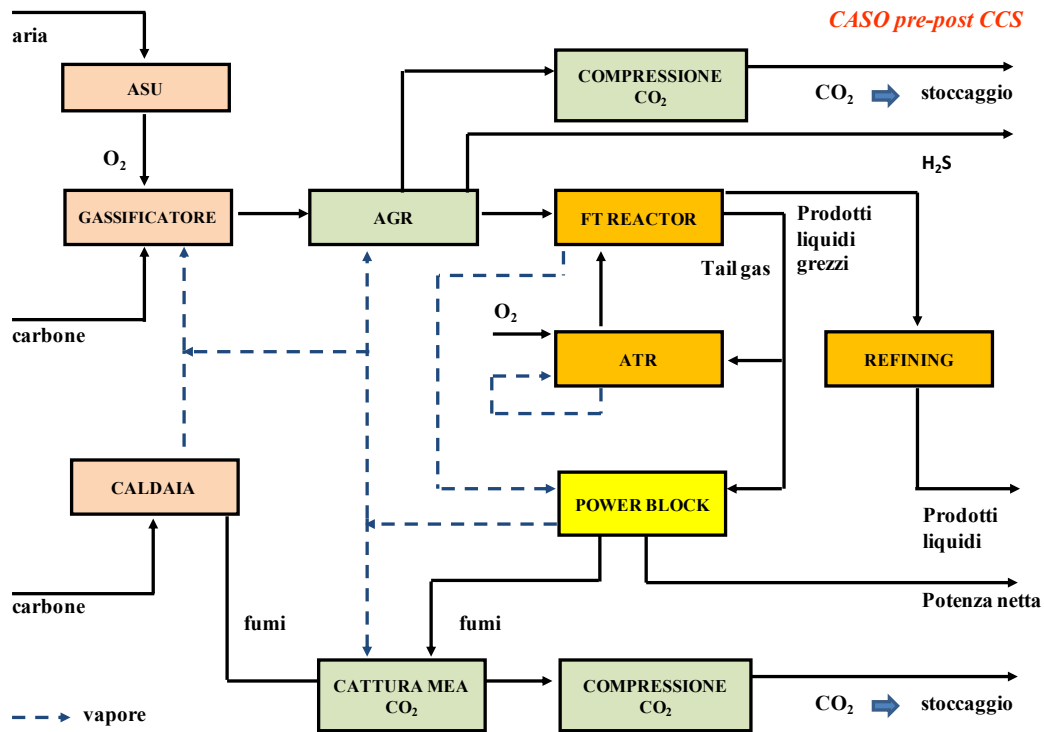 CASO pre-post CCS
aria
ASU
COMPRESSIONE
CO₂
CO₂
stoccaggio
O₂
H₂S
GASSIFICATORE
AGR
FT REACTOR
Prodotti
liquidi
grezzi
Tail gas
O₂
carbone
ATR
REFINING
CALDAIA
POWER BLOCK
Prodotti
liquidi
carbone
Potenza netta
fumi
fumi
CATTURA MEA
CO₂
COMPRESSIONE
CO₂
CO₂
stoccaggio
vapore